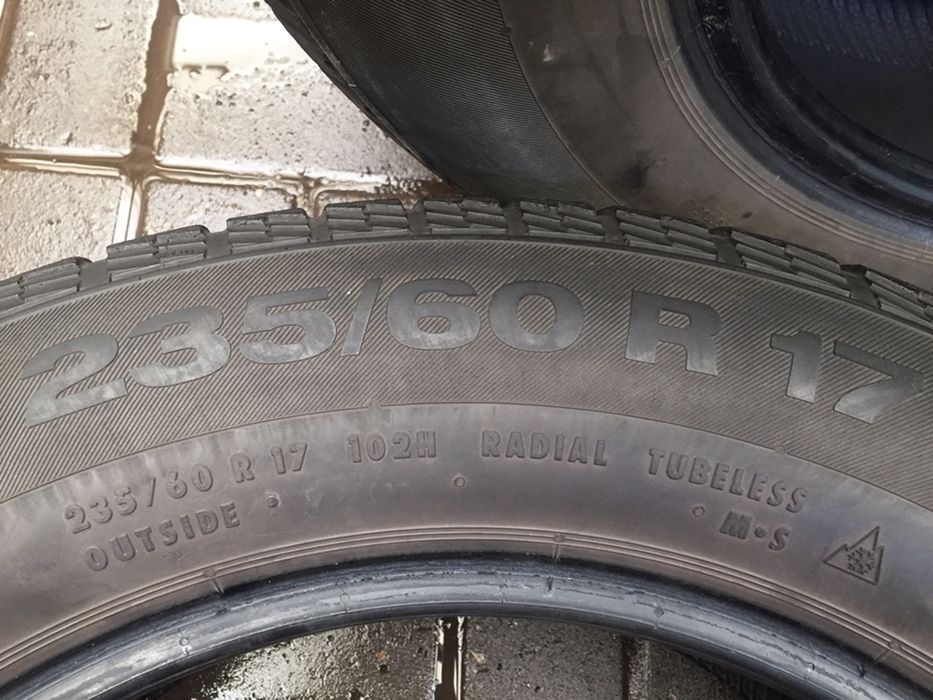 235/60 R 17
235/60 R 17 102H RADIAL TUBELESS
OUTSIDE M•S